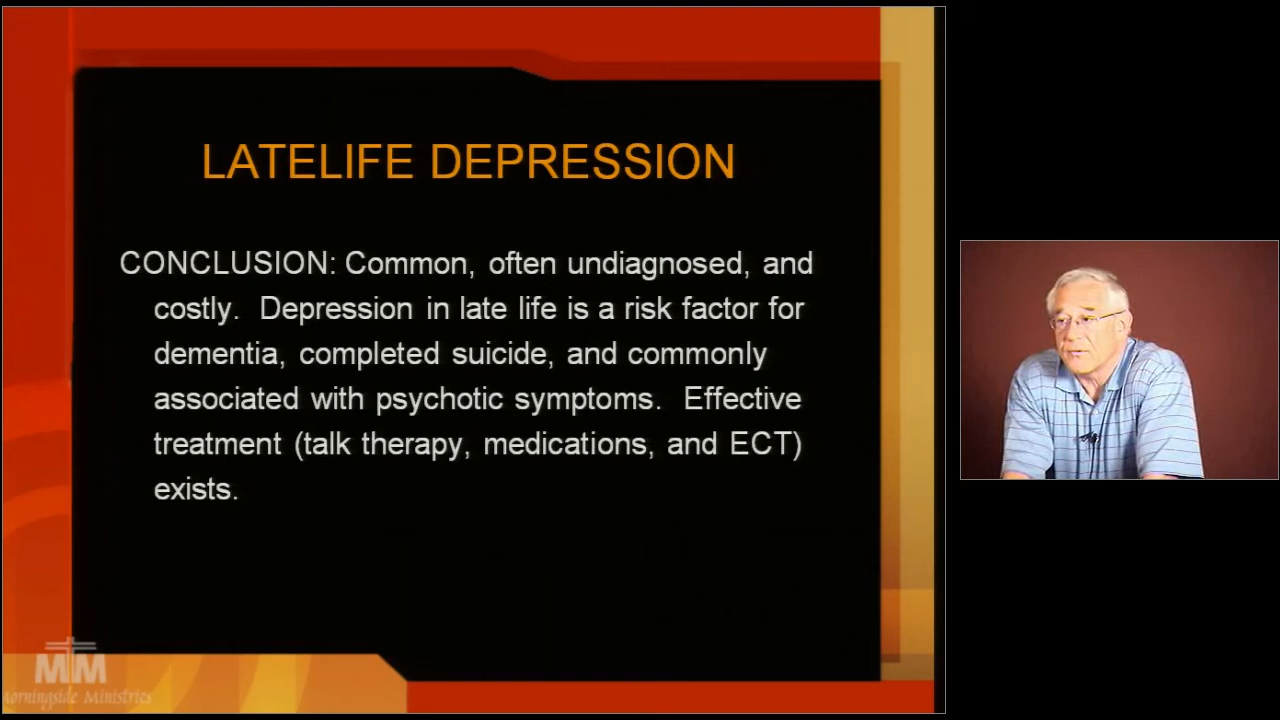 LATELIFE DEPRESSION
CONCLUSION: Common, often undiagnosed, and
costly. Depression in late life is a risk factor for
dementia, completed suicide, and commonly
associated with psychotic symptoms. Effective
treatment (talk therapy, medications, and ECT)
exists.
MM
Morningside Ministries